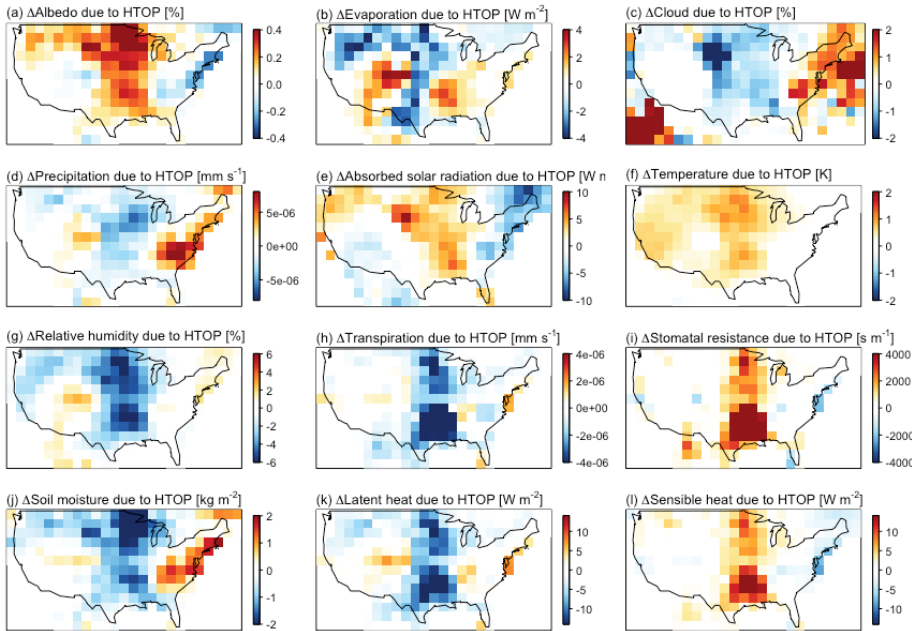 (a) ΔAlbedo due to HTOP [%]
0.4
0.2
0.0
-0.2
-0.4
(b) ΔEvaporation due to HTOP [W m-2]
4
2
0
-2
-4
(c) ΔCloud due to HTOP [%]
2
1
0
-1
-2
(d) ΔPrecipitation due to HTOP [mm s-1]
5e-06
0e+00
-5e-06
(e) ΔAbsorbed solar radiation due to HTOP [W m
10
5
0
-5
-10
(f) ΔTemperature due to HTOP [K]
2
1
0
-1
-2
(g) ΔRelative humidity due to HTOP [%]
6
4
2
0
-2
-4
-6
(h) ΔTranspiration due to HTOP [mm s-1]
4e-06
2e-06
0e+00
-2e-06
-4e-06
(i) ΔStomatal resistance due to HTOP [s m-1]
4000
2000
0
-2000
-4000
(j) ΔSoil moisture due to HTOP [kg m-2]
2
1
0
-1
-2
(k) ΔLatent heat due to HTOP [W m-2]
10
5
0
-5
-10
(l) ΔSensible heat due to HTOP [W m-2]
10
5
0
-5
-10